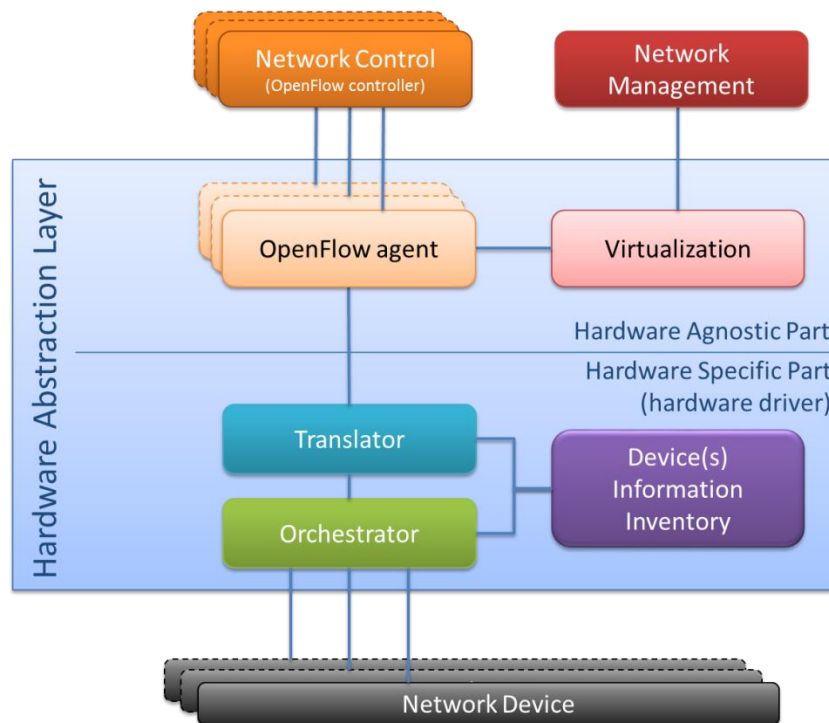 Network Control
(OpenFlow controller)
Network
Management
Hardware Abstraction Layer
OpenFlow agent
Virtualization
Hardware Agnostic Part
Hardware Specific Part
(hardware driver)
Translator
Device(s)
Information
Inventory
Orchestrator
Network Device